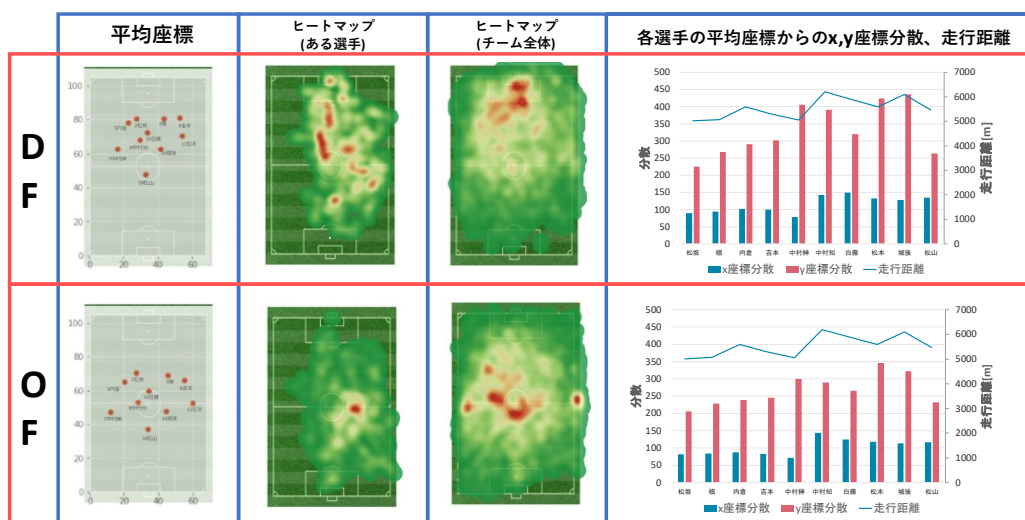 平均座標
ヒートマップ
(ある選手)
ヒートマップ
(チーム全体)
各選手の平均座標からのx,y座標分散、走行距離
DF
100
80
60
40
20
0
0 20 40 60
分散
500
450
400
350
300
250
200
150
100
50
0
7000
6000
5000
4000
3000
2000
1000
0
走行距離[m]
松坂 槙 内倉 吉本 中村紳 中村知 白藤 松本 城後 松山
x座標分散 y座標分散 走行距離
OF
100
80
60
40
20
0
0 20 40 60
分散
500
450
400
350
300
250
200
150
100
50
0
7000
6000
5000
4000
3000
2000
1000
0
走行距離[m]
松坂 槙 内倉 吉本 中村紳 中村知 白藤 松本 城後 松山
x座標分散 y座標分散 走行距離